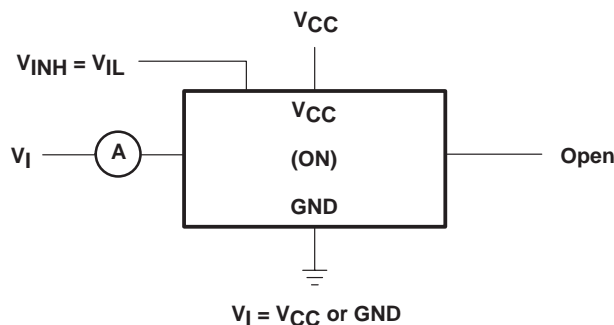 VCC
VINH = VIL
VCC
VI
A
(ON)
Open
GND
VI = VCC or GND